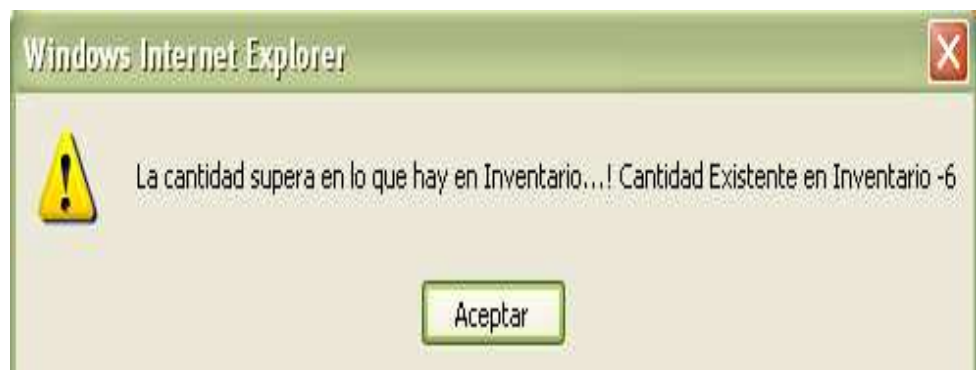 Windows Internet Explorer
La cantidad supera en lo que hay en Inventario...! Cantidad Existente en Inventario -6
Aceptar